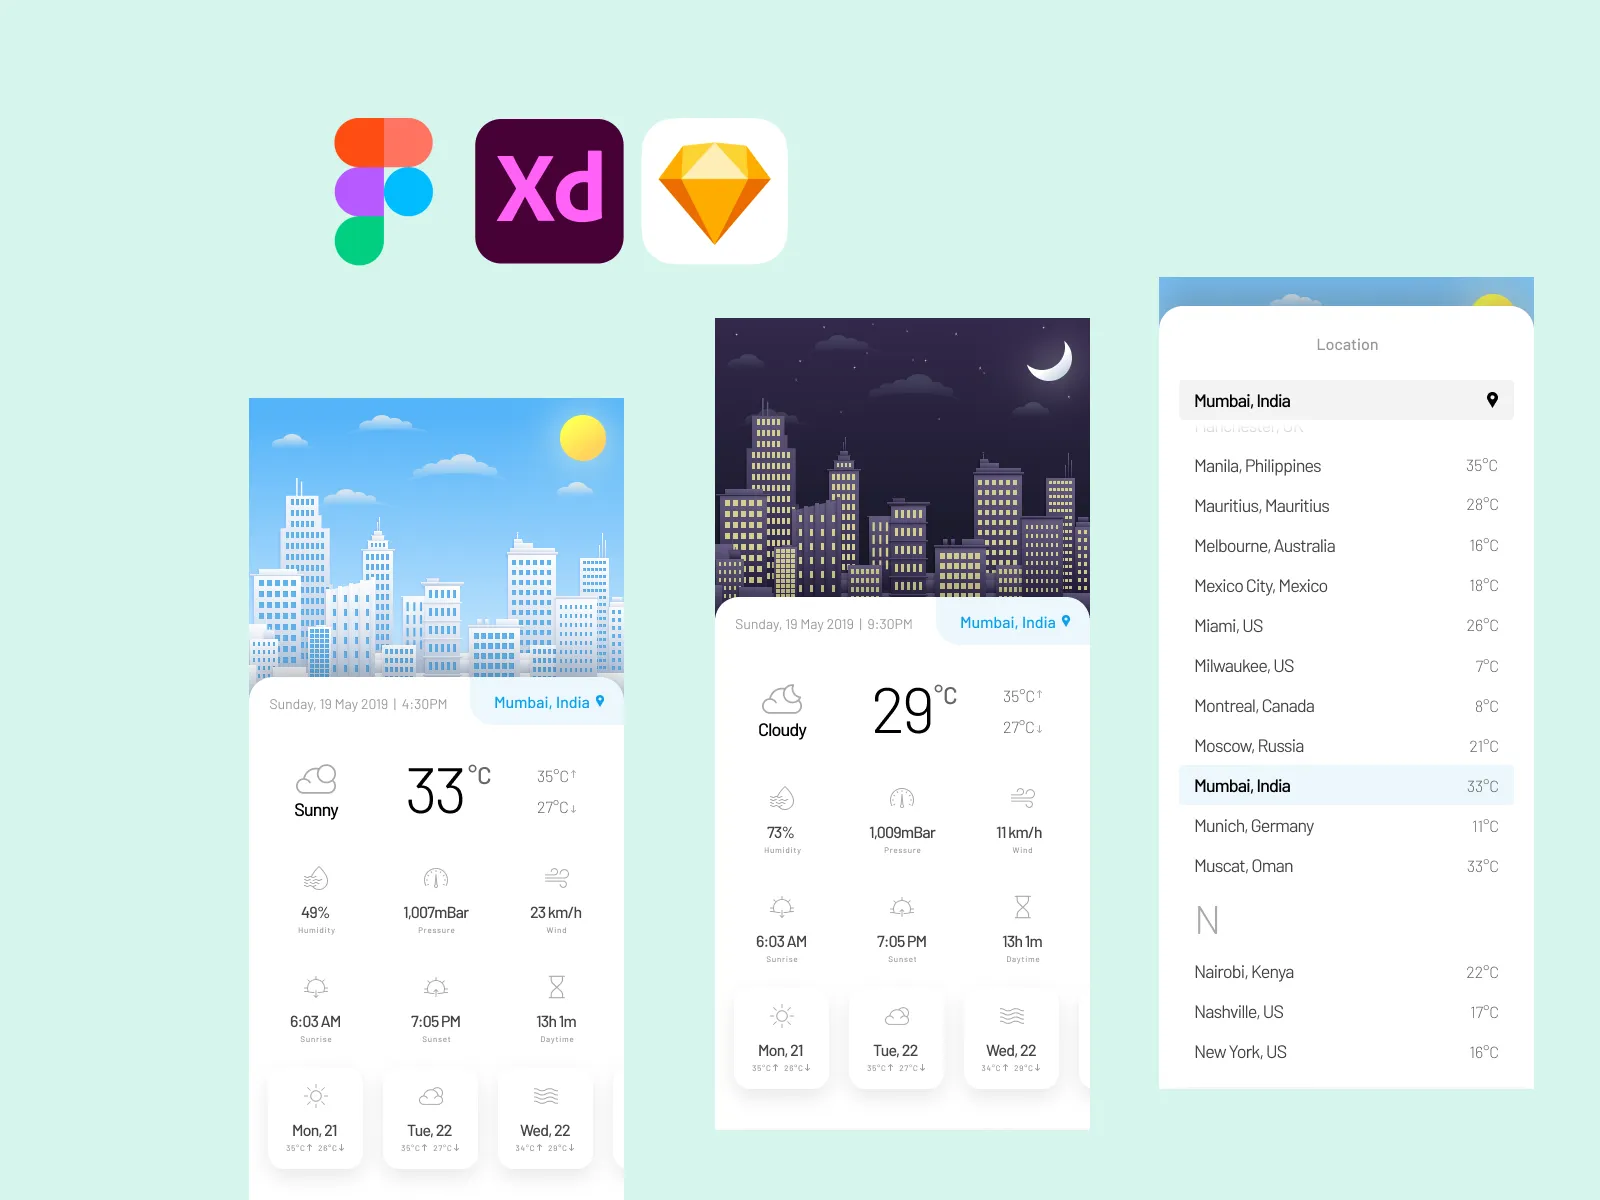 Xd
Sunday, 19 May 2019 | 4:30PM
Mumbai, India
Sunny
33°C
35°C↑
27°C↓
49%
Humidity
1,007mBar
Pressure
23 km/h
Wind
6:03 AM
Sunrise
7:05 PM
Sunset
13h 1m
Daytime
Mon, 21
35°C↑ 26°C↓
Tue, 22
35°C↑ 27°C↓
Wed, 22
34°C↑ 29°C↓
Sunday, 19 May 2019 | 9:30PM
Mumbai, India
Cloudy
29°C
35°C↑
27°C↓
73%
Humidity
1,009mBar
Pressure
11 km/h
Wind
6:03 AM
Sunrise
7:05 PM
Sunset
13h 1m
Daytime
Mon, 21
35°C↑ 26°C↓
Tue, 22
35°C↑ 27°C↓
Wed, 22
34°C↑ 29°C↓
Location
Mumbai, India
Manchester, UK
Manila, Philippines 35°C
Mauritius, Mauritius 28°C
Melbourne, Australia 16°C
Mexico City, Mexico 18°C
Miami, US 26°C
Milwaukee, US 7°C
Montreal, Canada 8°C
Moscow, Russia 21°C
Mumbai, India 33°C
Munich, Germany 11°C
Muscat, Oman 33°C
N
Nairobi, Kenya 22°C
Nashville, US 17°C
New York, US 16°C